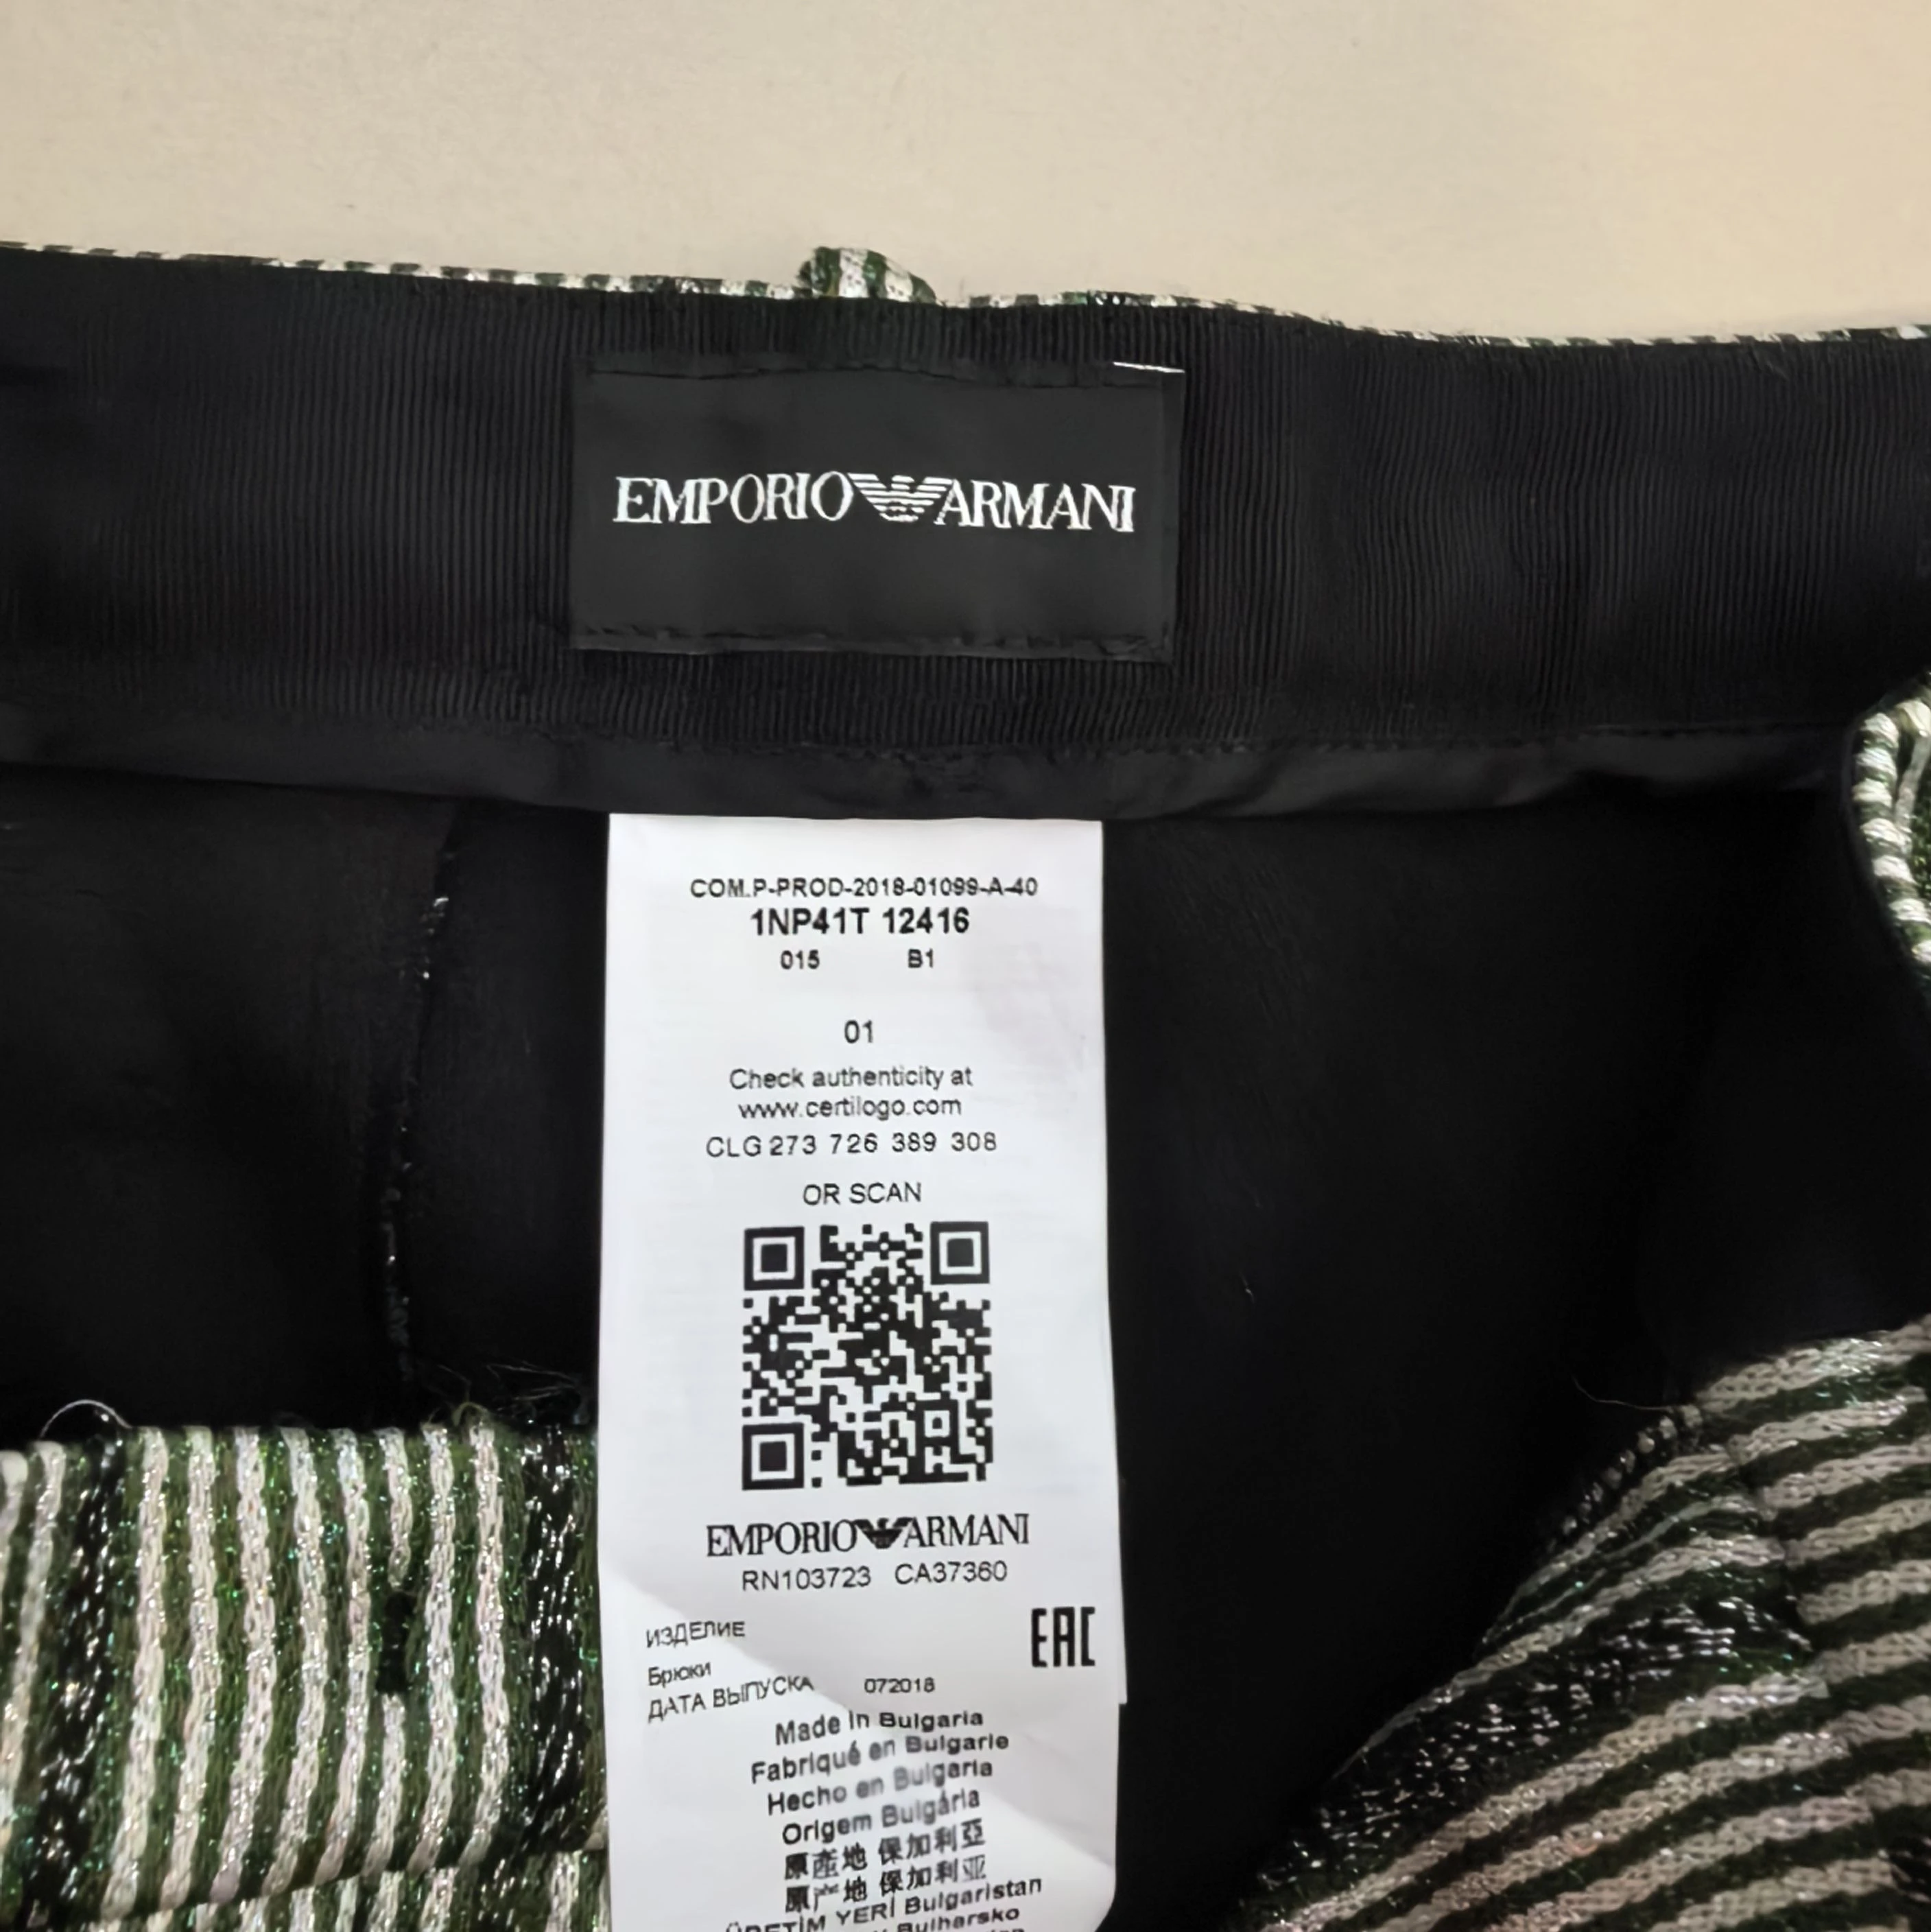 EMPORIO ARMANI
COM.P-PROD-2018-01099-A-40
1NP41T 12416
015 B1
01
Check authenticity at
www.certilogo.com
CLG 273 726 389 308
OR SCAN
EMPORIO ARMANI
RN103723 CA37360
ИЗДЕЛИЕ
EAC
Брюки
ДАТА ВЫПУСКА 072018
Made in Bulgaria
Fabriqué en Bulgarie
Hecho en Bulgaria
Origem Bulgária
原產地 保加利亞
原产地 保加利亚
ÜRETİM YERİ Bulgaristan
Bulharsko